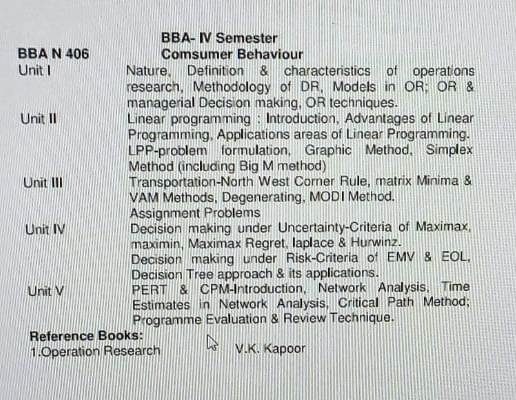 BBA- IV Semester
BBA N 406 Comsumer Behaviour
Unit I Nature, Definition & characteristics of operations
research, Methodology of DR, Models in OR; OR &
managerial Decision making, OR techniques.
Unit II Linear programming : Introduction, Advantages of Linear
Programming, Applications areas of Linear Programming.
LPP-problem formulation, Graphic Method, Simplex
Method (including Big M method)
Unit III Transportation-North West Corner Rule, matrix Minima &
VAM Methods, Degenerating, MODI Method.
Assignment Problems
Unit IV Decision making under Uncertainty-Criteria of Maximax,
maximin, Maximax Regret, laplace & Hurwinz.
Decision making under Risk-Criteria of EMV & EOL,
Decision Tree approach & its applications.
Unit V PERT & CPM-Introduction, Network Analysis, Time
Estimates in Network Analysis, Critical Path Method;
Programme Evaluation & Review Technique.
Reference Books:
1.Operation Research V.K. Kapoor